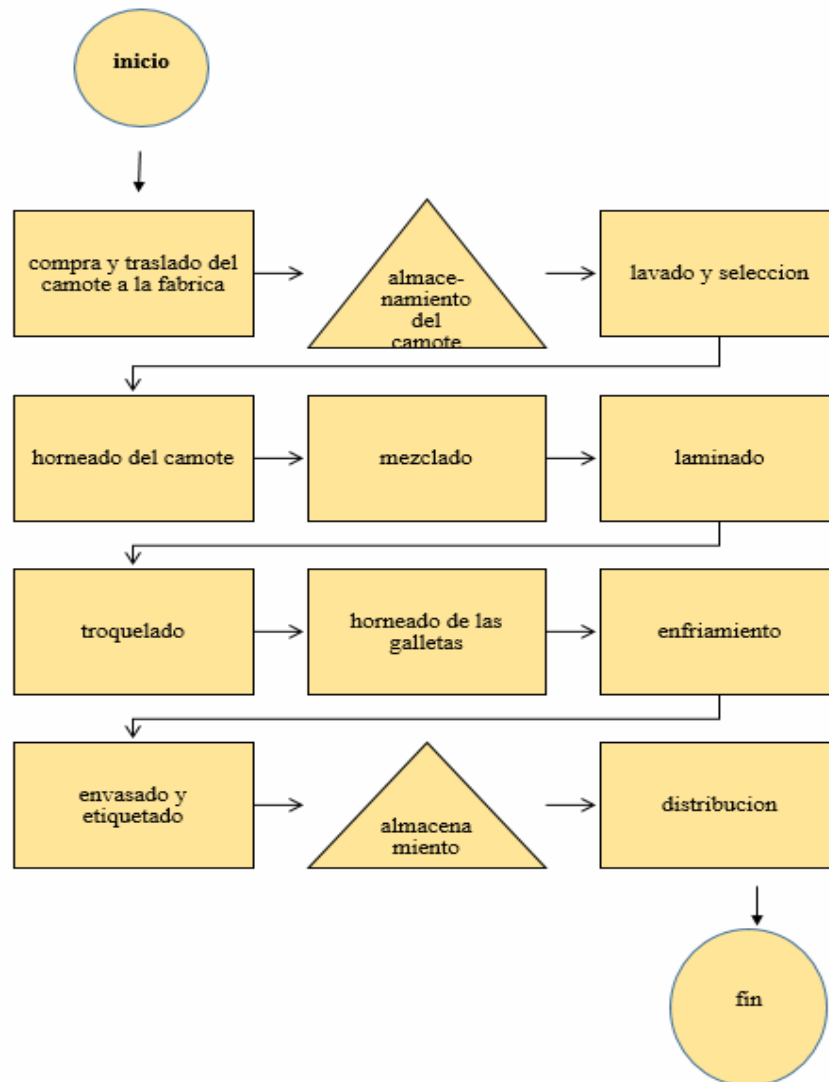 inicio
compra y traslado del
camote a la fabrica
almace-
namiento
del
camote
lavado y seleccion
horneado del camote
mezclado
laminado
troquelado
horneado de las
galletas
enfriamiento
envasado y
etiquetado
almacena
miento
distribucion
fin